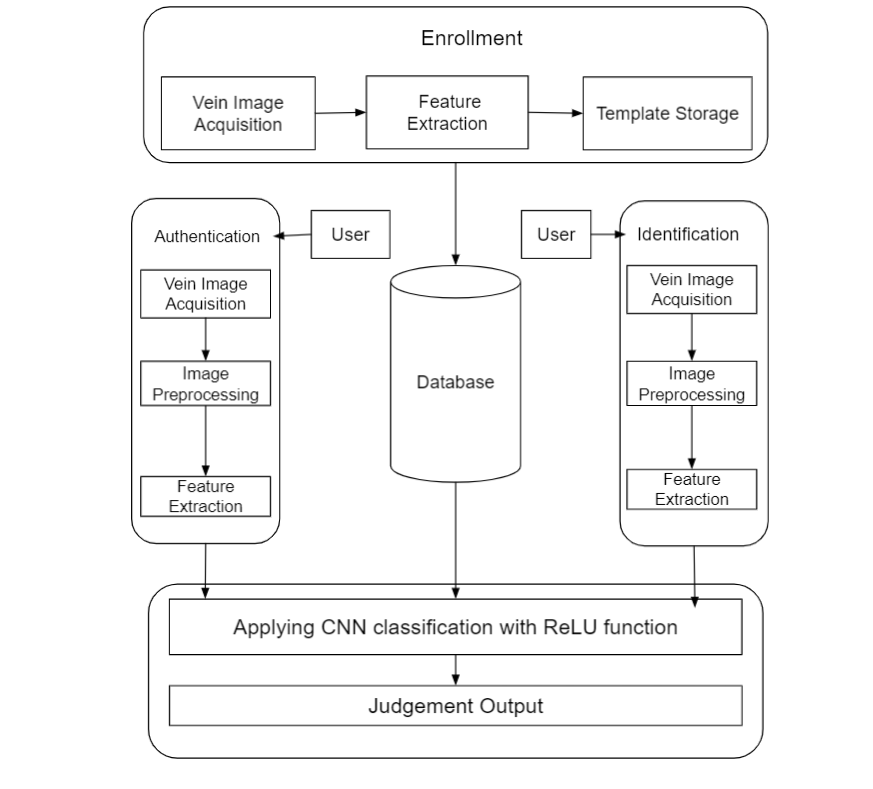 Enrollment
Vein Image
Acquisition
Feature
Extraction
Template Storage
Authentication
User
User
Identification
Vein Image
Acquisition
Image
Preprocessing
Feature
Extraction
Database
Vein Image
Acquisition
Image
Preprocessing
Feature
Extraction
Applying CNN classification with ReLU function
Judgement Output